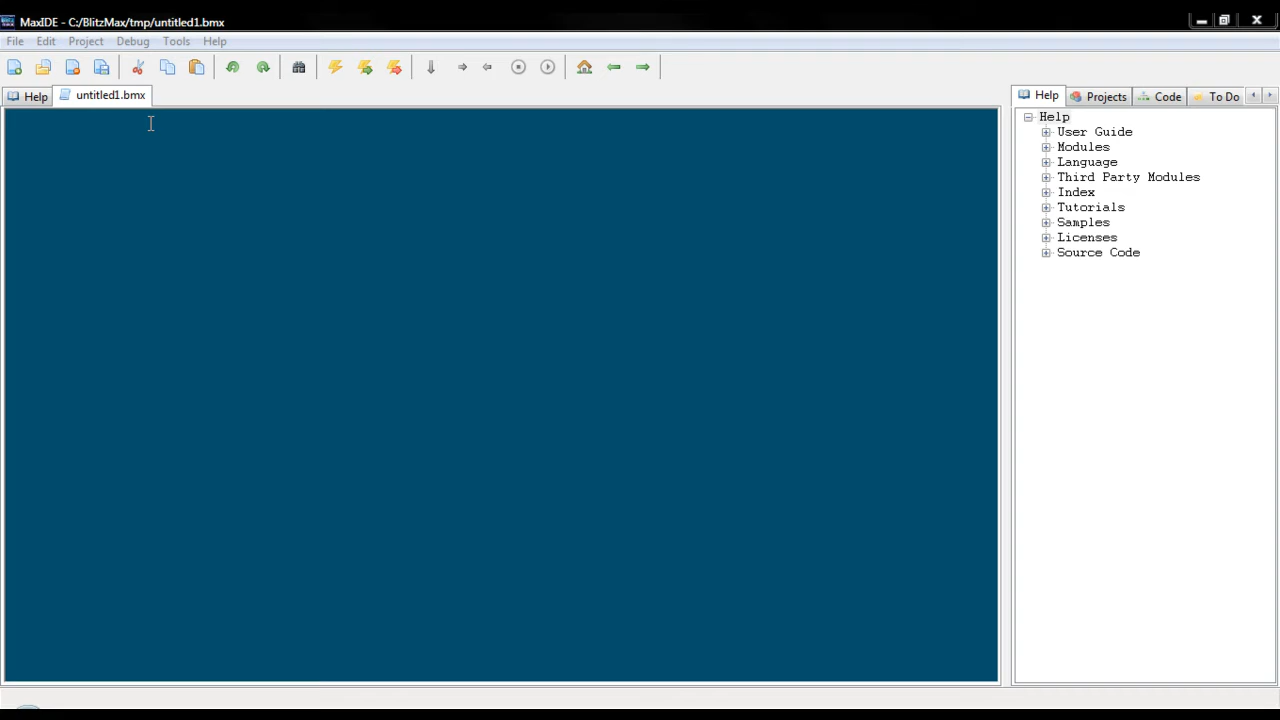 MaxIDE - C:/BlitzMax/tmp/untitled1.bmx
File Edit Project Debug Tools Help
Help untitled1.bmx
Help Projects Code To Do
Help
User Guide
Modules
Language
Third Party Modules
Index
Tutorials
Samples
Licenses
Source Code